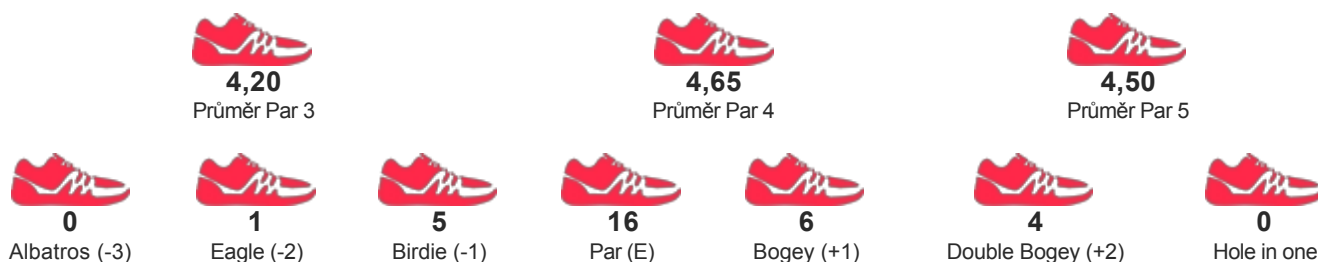 4,20 4,65 4,50
Průměr Par 3 Průměr Par 4 Průměr Par 5
0 1 5 16 6 4 0
Albatros (-3) Eagle (-2) Birdie (-1) Par (E) Bogey (+1) Double Bogey (+2) Hole in one